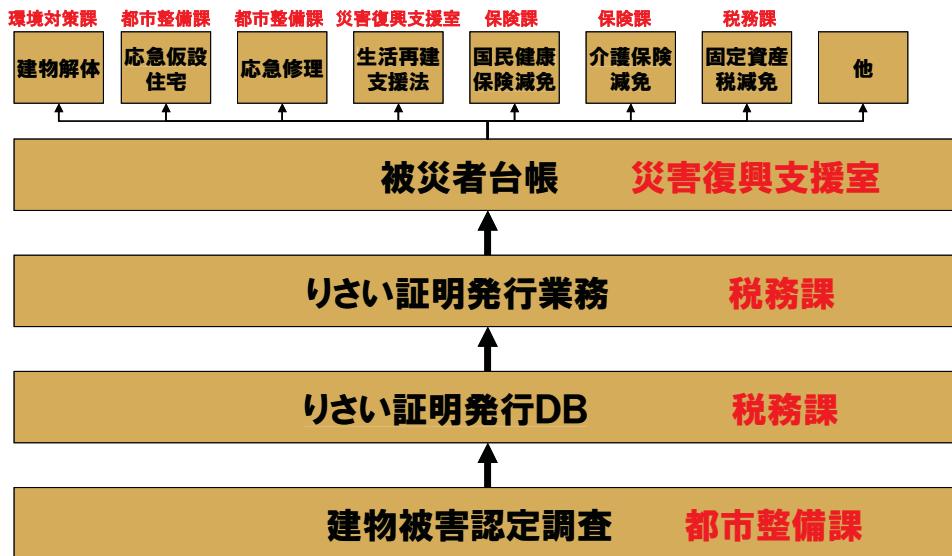 環境対策課 都市整備課 都市整備課 災害復興支援室 保険課 保険課 税務課
建物解体
応急仮設
住宅
応急修理
生活再建
支援法
国民健康
保険減免
介護保険
減免
固定資産
税減免
他
被災者台帳 災害復興支援室
りさい証明発行業務 税務課
りさい証明発行DB 税務課
建物被害認定調査 都市整備課